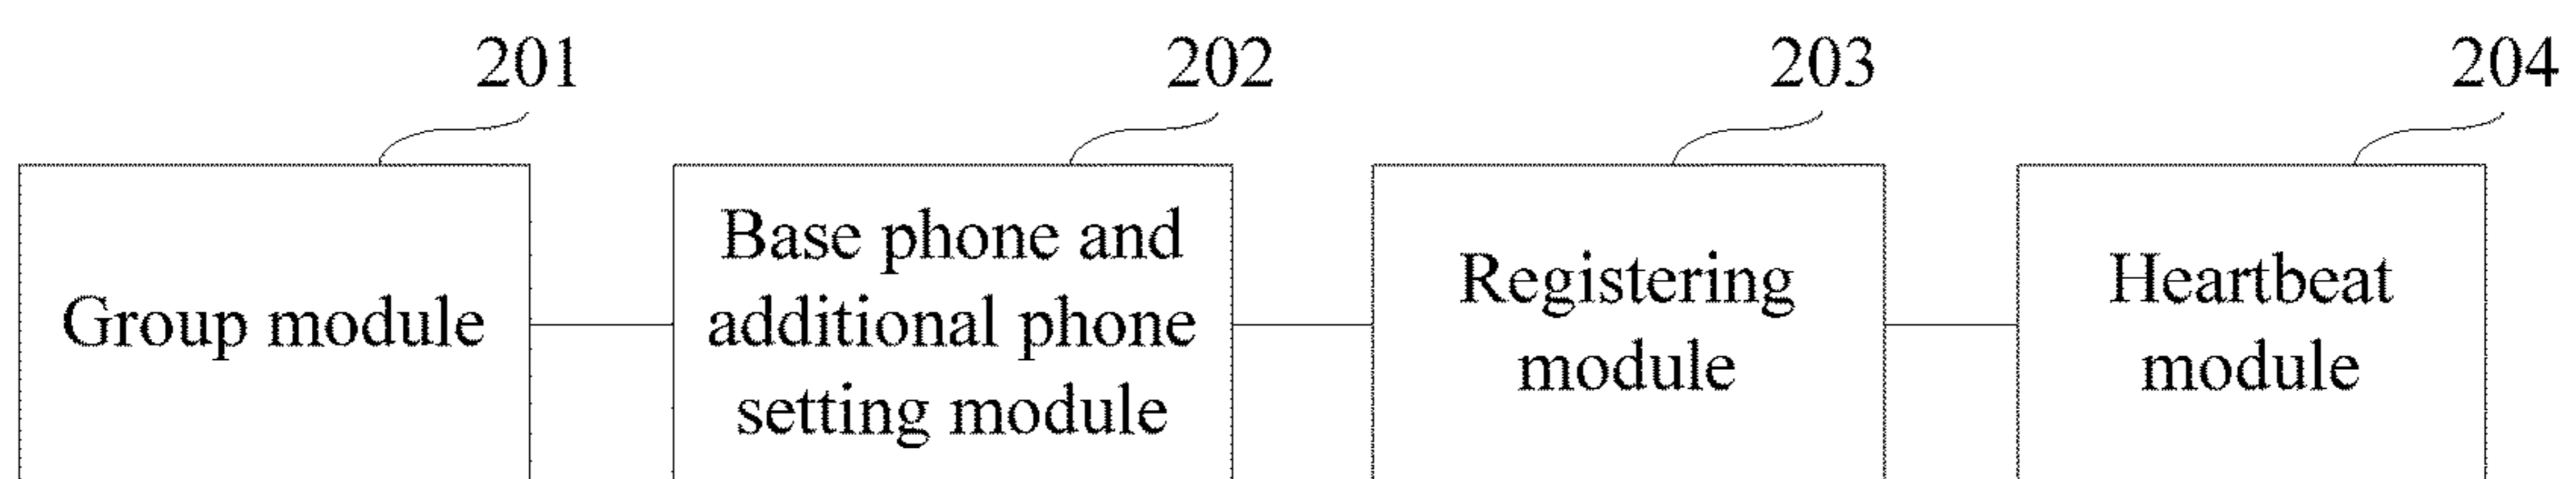 201
202
203
204
Group module
Base phone and
additional phone
setting module
Registering
module
Heartbeat
module